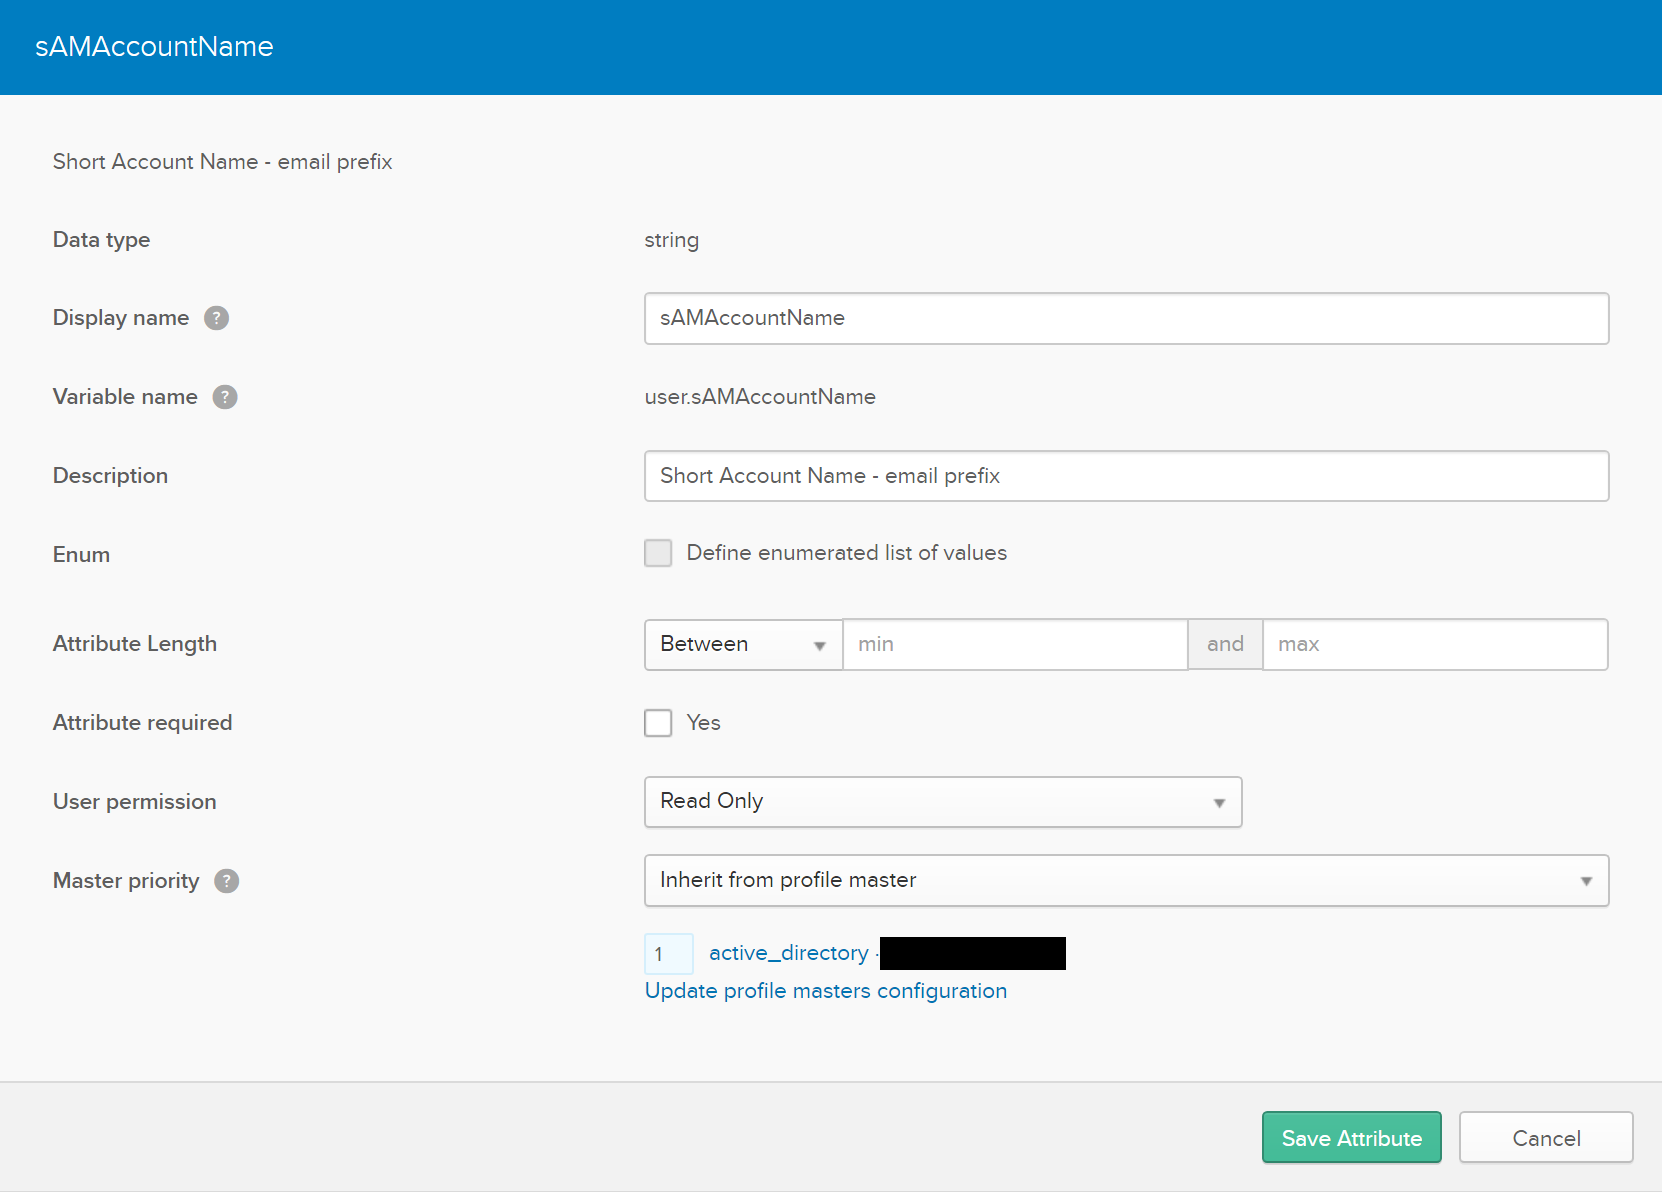 sAMAccountName
Short Account Name - email prefix
Data type string
Display name ? sAMAccountName
Variable name ? user.sAMAccountName
Description Short Account Name - email prefix
Enum Define enumerated list of values
Attribute Length Between min and max
Attribute required Yes
User permission Read Only
Master priority ? Inherit from profile master
1 active_directory ·
Update profile masters configuration
Save Attribute Cancel